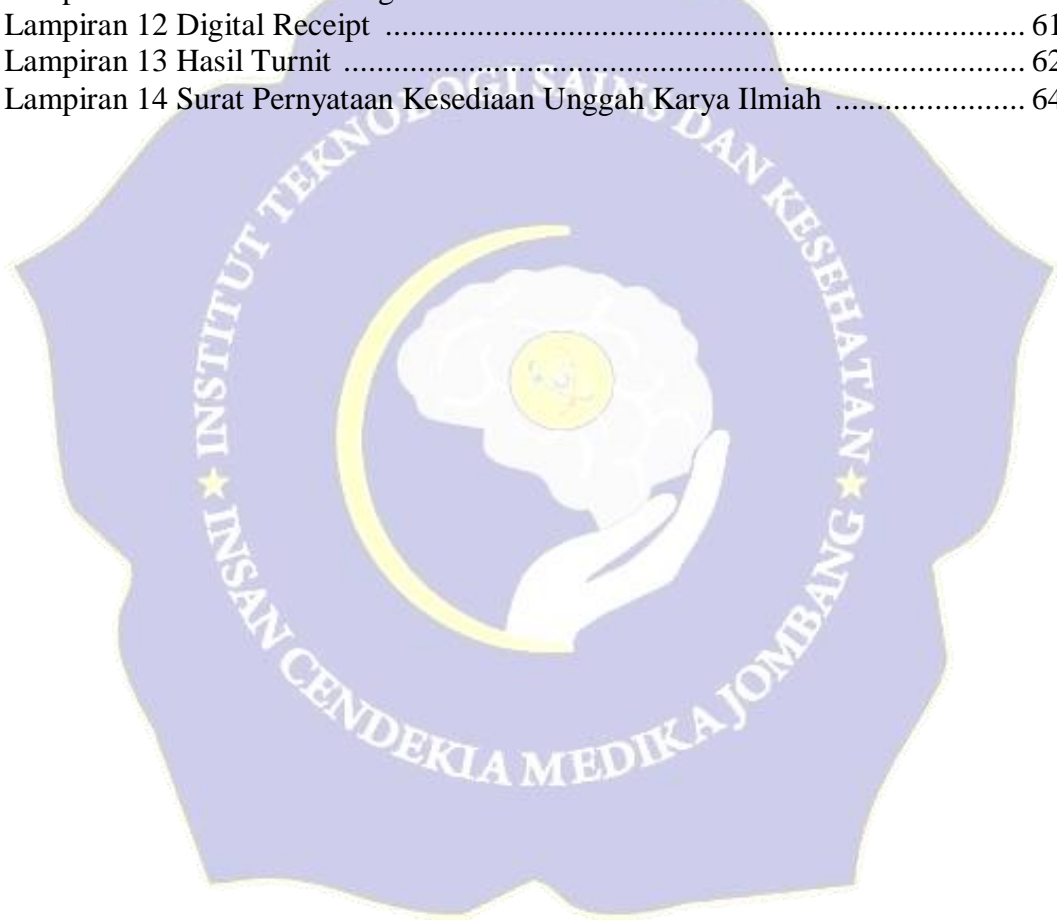 Lampiran 12 Digital Receipt ........................................................................ 61
Lampiran 13 Hasil Turnit ............................................................................. 62
Lampiran 14 Surat Pernyataan Kesediaan Unggah Karya Ilmiah ..................... 64
INSTITUT TEKNOLOGI SAINS DAN KESEHATAN
INSAN CENDEKIA MEDIKA JOMBANG